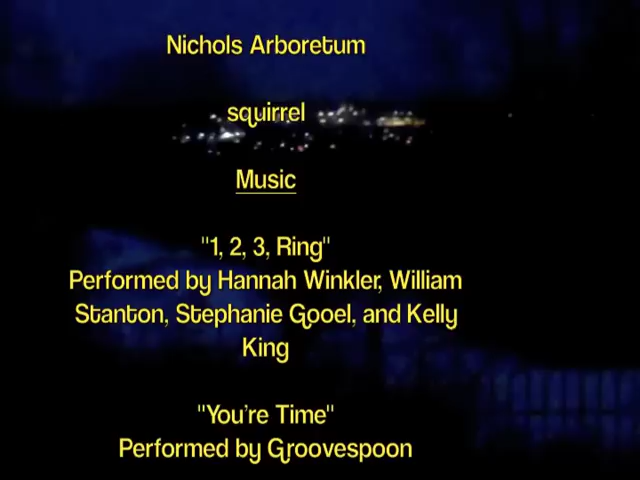 Nichols Arboretum
squirrel
Music
"1, 2, 3, Ring"
Performed by Hannah Winkler, William
Stanton, Stephanie Gooel, and Kelly
King
"You're Time"
Performed by Groovespoon